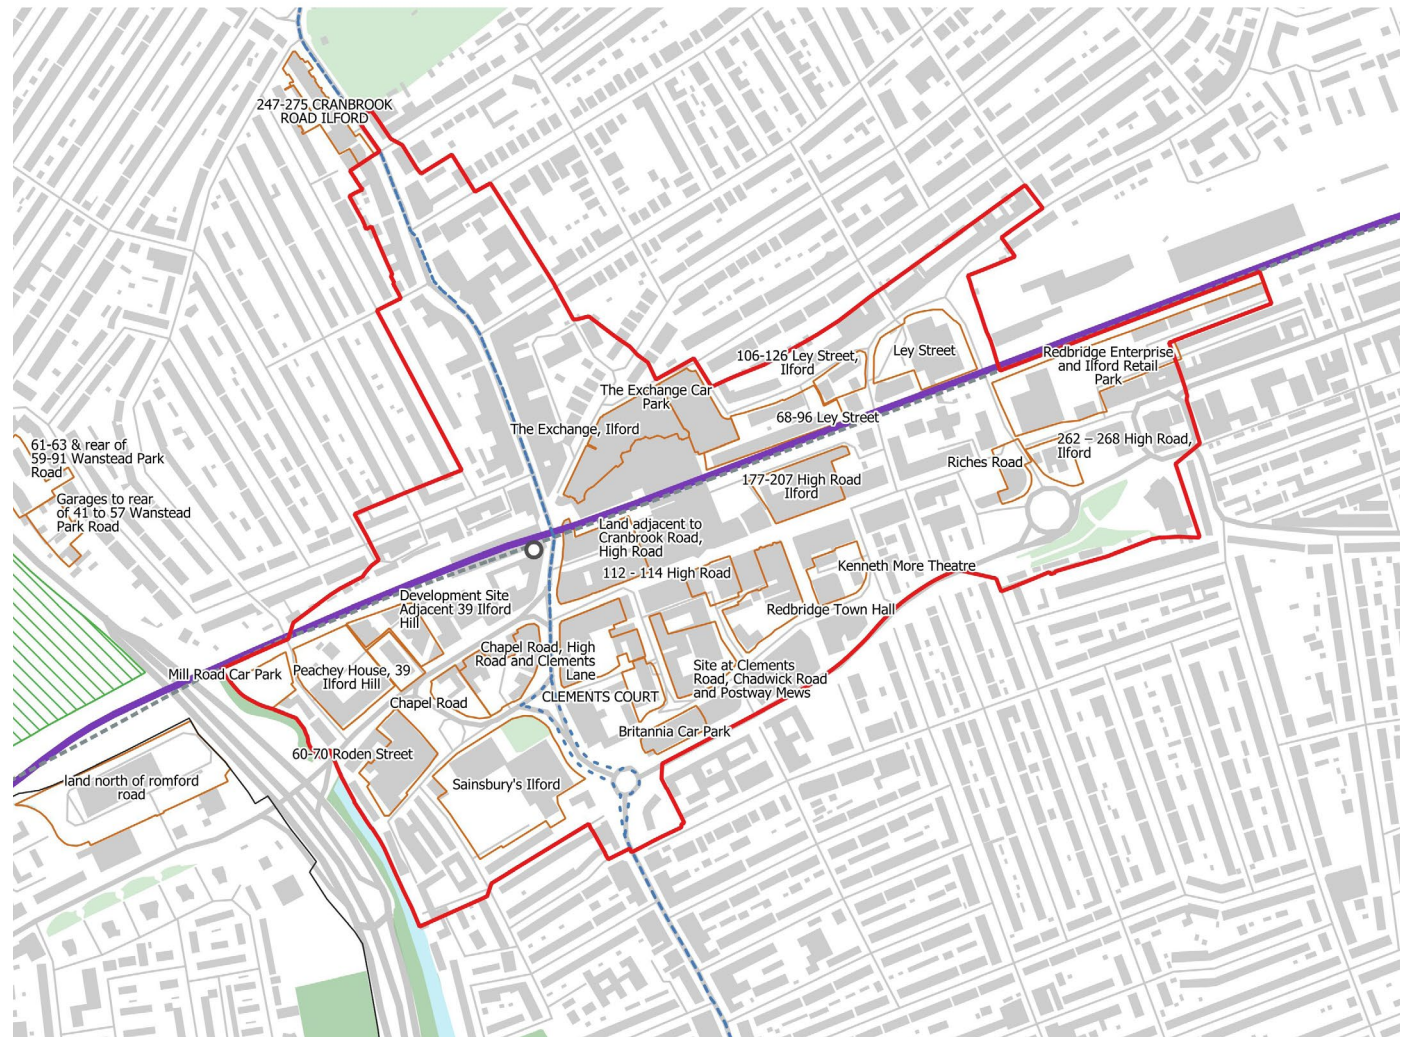 247-275 CRANBROOK
ROAD ILFORD
106-126 Ley Street,
Ilford
Ley Street
Redbridge Enterprise
and Ilford Retail
Park
The Exchange Car
Park
The Exchange, Ilford
68-96 Ley Street
61-63 & rear of
59-91 Wanstead Park
Road
262 – 268 High Road,
Ilford
Riches Road
177-207 High Road
Ilford
Garages to rear
of 41 to 57 Wanstead
Park Road
Land adjacent to
Cranbrook Road,
High Road
112 - 114 High Road
Kenneth More Theatre
Development Site
Adjacent 39 Ilford
Hill
Redbridge Town Hall
Chapel Road, High
Road and Clements
Lane
Mill Road Car Park
Peachey House, 39
Ilford Hill
Site at Clements
Road, Chadwick Road
and Postway Mews
CLEMENTS COURT
Chapel Road
Britannia Car Park
60-70 Roden Street
Sainsbury's Ilford
land north of romford
road